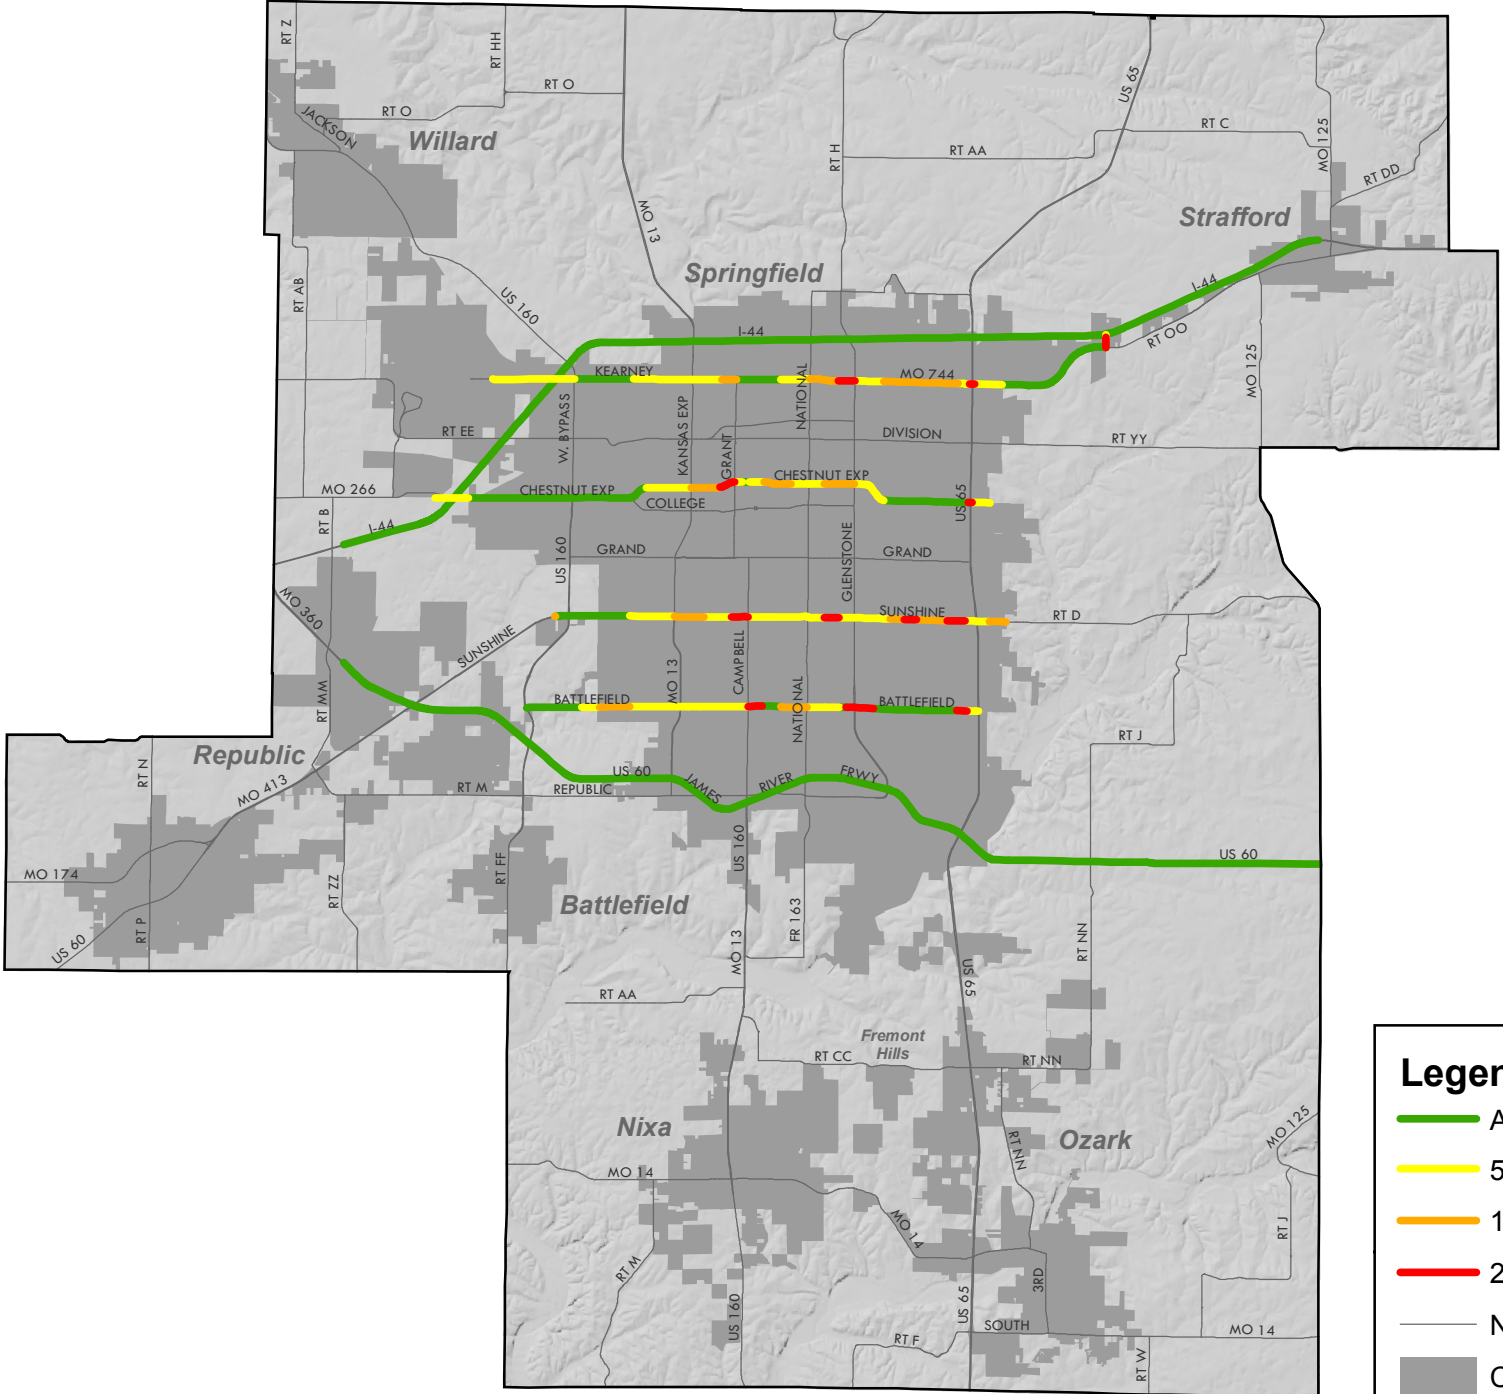 RT Z
RT HH
RT O
RT O
JACKSON
Willard
US 65
RT C
RT AA
RT H
MO 125
RT DD
MO 13
Strafford
Springfield
RT AB
US 160
I-44
I-44
RT OO
MO 125
KEARNEY
MO 744
NATIONAL
W. BYPASS
KANSAS EXP
GRANT
RT EE
DIVISION
RT YY
CHESTNUT EXP
MO 266
CHESTNUT EXP
COLLEGE
US 65
RT B
I-44
GRAND
GRAND
US 160
GLENSTONE
MO 360
SUNSHINE
RT D
SUNSHINE
CAMPBELL
MO 13
RT MM
BATTLEFIELD
NATIONAL
BATTLEFIELD
RT J
Republic
RT N
MO 413
RT M
US 60
REPUBLIC
JAMES
RIVER
FRWY
US 160
US 60
MO 174
RT ZZ
RT FF
Battlefield
RT P
US 60
FR 163
MO 13
RT NN
US 65
RT AA
Fremont
Hills
RT CC
RT NN
Legen
Nixa
RT NN
Ozark
MO 125
A
5
MO 14
MO 14
1
RT J
RT M
3RD
2
US 160
US 65
SOUTH
MO 14
RT F
RT W
N
C